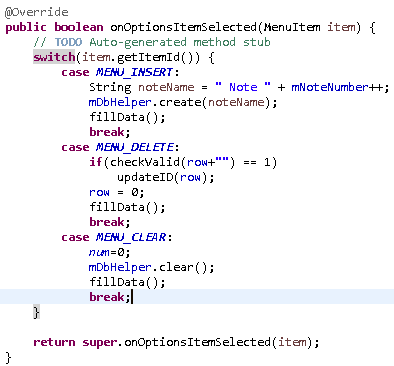 @Override
public boolean onOptionsItemSelected(MenuItem item) {
    // TODO Auto-generated method stub
    switch(item.getItemId()) {
        case MENU_INSERT:
            String noteName = " Note " + mNoteNumber++;
            mDbHelper.create(noteName);
            fillData();
            break;
        case MENU_DELETE:
            if(checkValid(row+"") == 1)
                updateID(row);
            row = 0;
            fillData();
            break;
        case MENU_CLEAR:
            num=0;
            mDbHelper.clear();
            fillData();
            break;
    }
    return super.onOptionsItemSelected(item);
}